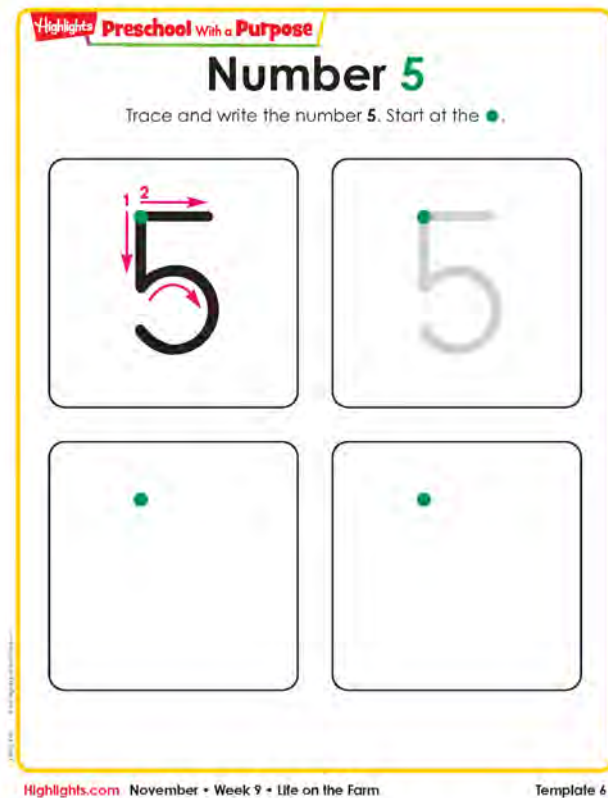 Highlights Preschool With a Purpose
Number 5
Trace and write the number 5. Start at the ●.
1 2
5 5
Highlights.com November • Week 9 • Life on the Farm Template 6